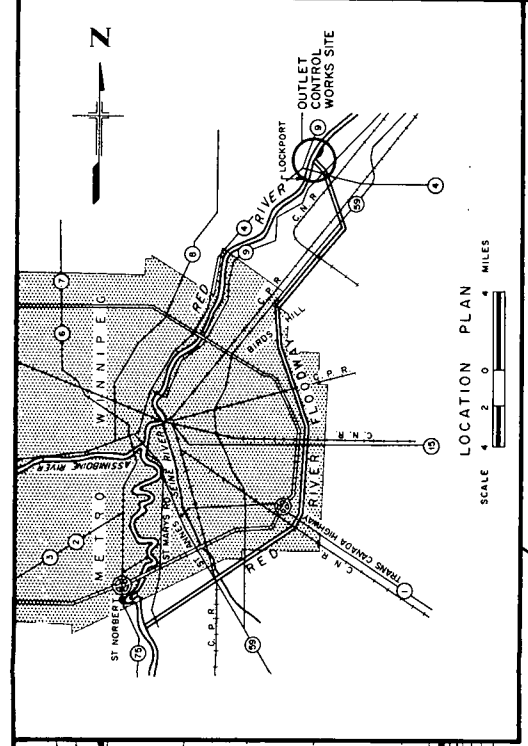 N
OUTLET
CONTROL
WORKS SITE
LOCKPORT
9
4
RIVER
RED
9
4
59
C. N. R.
C. P. R.
8
7
6
METRO WINNIPEG
BIRDS HILL
RED RIVER FLOODWAY
C. P. R.
C. N. R.
15
ASSINIBOINE RIVER
SEINE RIVER
ST MARYS RD
ST ANNES
3
2
ST NORBERT
75
C. P. R.
59
C. N. R.
TRANS CANADA HIGHWAY
1
LOCATION PLAN
SCALE 4 2 0 4 MILES